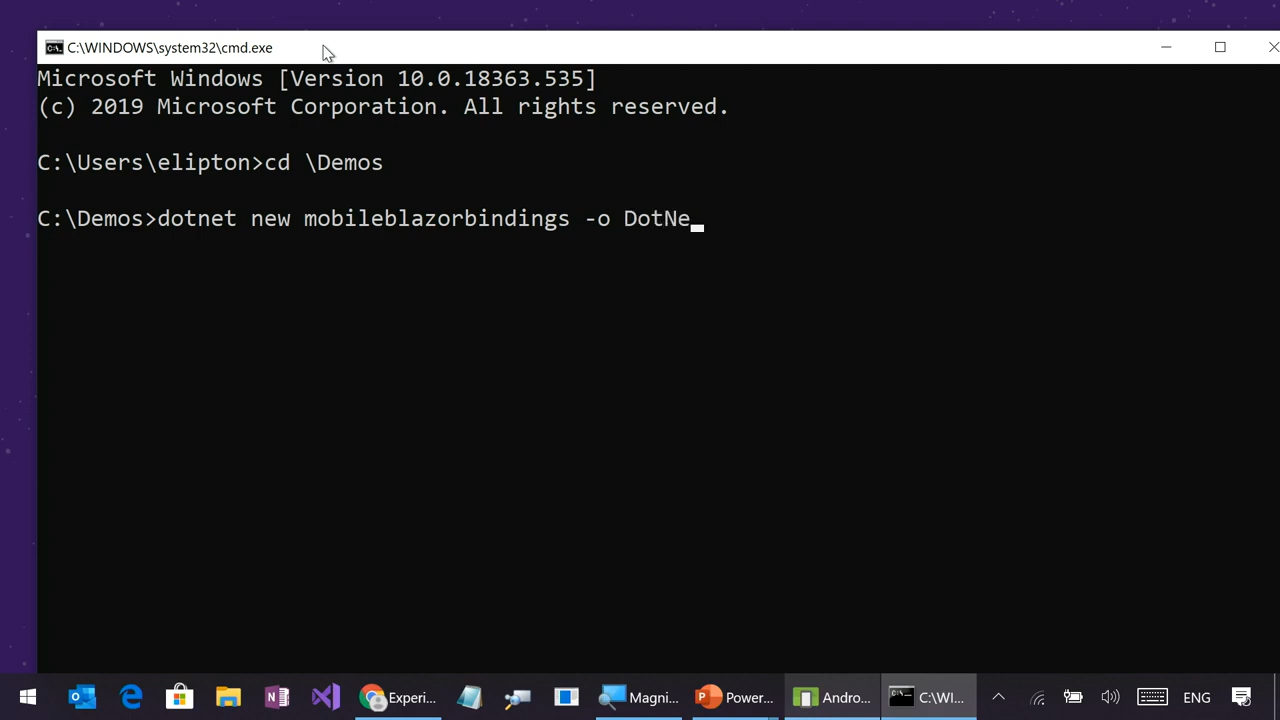 C:\WINDOWS\system32\cmd.exe
Microsoft Windows [Version 10.0.18363.535]
(c) 2019 Microsoft Corporation. All rights reserved.
C:\Users\elipton>cd \Demos
C:\Demos>dotnet new mobileblazorbindings -o DotNe
Experi... Magni... Power... Andro... C:\WI... ENG